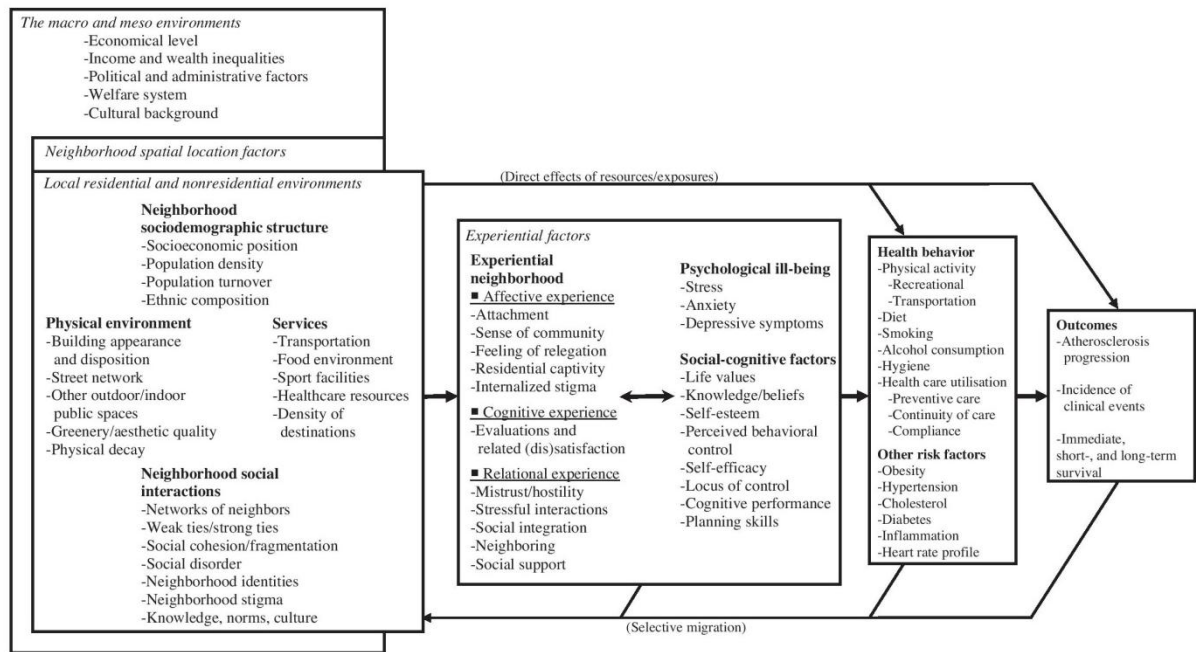 The macro and meso environments
-Economical level
-Income and wealth inequalities
-Political and administrative factors
-Welfare system
-Cultural background
Neighborhood spatial location factors
Local residential and nonresidential environments
Neighborhood
sociodemographic structure
-Socioeconomic position
-Population density
-Population turnover
-Ethnic composition
Physical environment
-Building appearance
and disposition
-Street network
-Other outdoor/indoor
public spaces
-Greenery/aesthetic quality
-Physical decay
Services
-Transportation
-Food environment
-Sport facilities
-Healthcare resources
-Density of
destinations
Neighborhood social
interactions
-Networks of neighbors
-Weak ties/strong ties
-Social cohesion/fragmentation
-Social disorder
-Neighborhood identities
-Neighborhood stigma
-Knowledge, norms, culture
(Direct effects of resources/exposures)
Experiential factors
Experiential
neighborhood
■ Affective experience
-Attachment
-Sense of community
-Feeling of relegation
-Residential captivity
-Internalized stigma
■ Cognitive experience
-Evaluations and
related (dis)satisfaction
■ Relational experience
-Mistrust/hostility
-Stressful interactions
-Social integration
-Neighboring
-Social support
Psychological ill-being
-Stress
-Anxiety
-Depressive symptoms
Social-cognitive factors
-Life values
-Knowledge/beliefs
-Self-esteem
-Perceived behavioral
control
-Self-efficacy
-Locus of control
-Cognitive performance
-Planning skills
Health behavior
-Physical activity
-Recreational
-Transportation
-Diet
-Smoking
-Alcohol consumption
-Hygiene
-Health care utilisation
-Preventive care
-Continuity of care
-Compliance
Other risk factors
-Obesity
-Hypertension
-Cholesterol
-Diabetes
-Inflammation
-Heart rate profile
Outcomes
-Atherosclerosis
progression
-Incidence of
clinical events
-Immediate,
short-, and long-term
survival
(Selective migration)